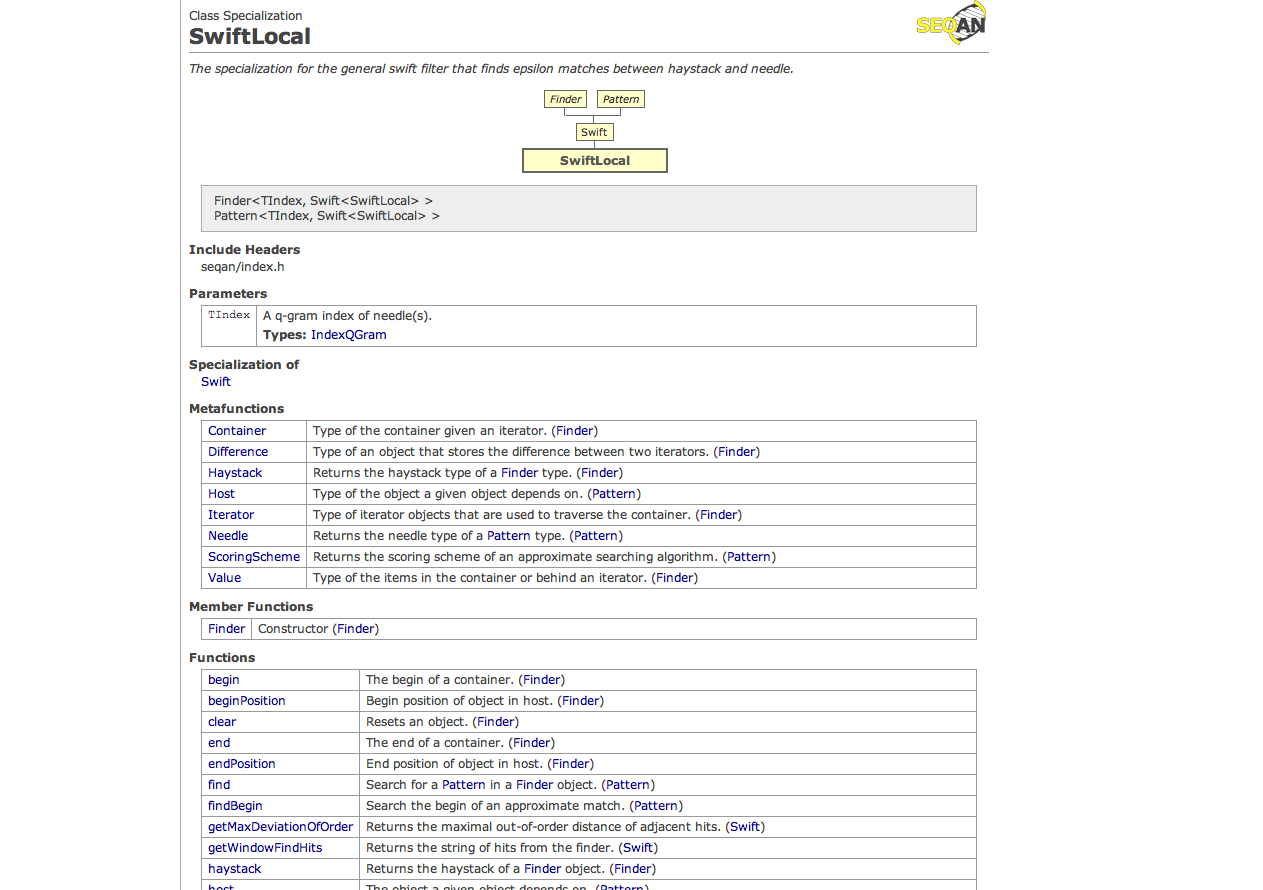 Class Specialization
SwiftLocal
SEQAN
The specialization for the general swift filter that finds epsilon matches between haystack and needle.
Finder Pattern
Swift
SwiftLocal
Finder<TIndex, Swift<SwiftLocal> >
Pattern<TIndex, Swift<SwiftLocal> >
Include Headers
seqan/index.h
Parameters
TIndex A q-gram index of needle(s).
Types: IndexQGram
Specialization of
Swift
Metafunctions
Container Type of the container given an iterator. (Finder)
Difference Type of an object that stores the difference between two iterators. (Finder)
Haystack Returns the haystack type of a Finder type. (Finder)
Host Type of the object a given object depends on. (Pattern)
Iterator Type of iterator objects that are used to traverse the container. (Finder)
Needle Returns the needle type of a Pattern type. (Pattern)
ScoringScheme Returns the scoring scheme of an approximate searching algorithm. (Pattern)
Value Type of the items in the container or behind an iterator. (Finder)
Member Functions
Finder Constructor (Finder)
Functions
begin The begin of a container. (Finder)
beginPosition Begin position of object in host. (Finder)
clear Resets an object. (Finder)
end The end of a container. (Finder)
endPosition End position of object in host. (Finder)
find Search for a Pattern in a Finder object. (Pattern)
findBegin Search the begin of an approximate match. (Pattern)
getMaxDeviationOfOrder Returns the maximal out-of-order distance of adjacent hits. (Swift)
getWindowFindHits Returns the string of hits from the finder. (Swift)
haystack Returns the haystack of a Finder object. (Finder)
host The object a given object depends on. (Pattern)